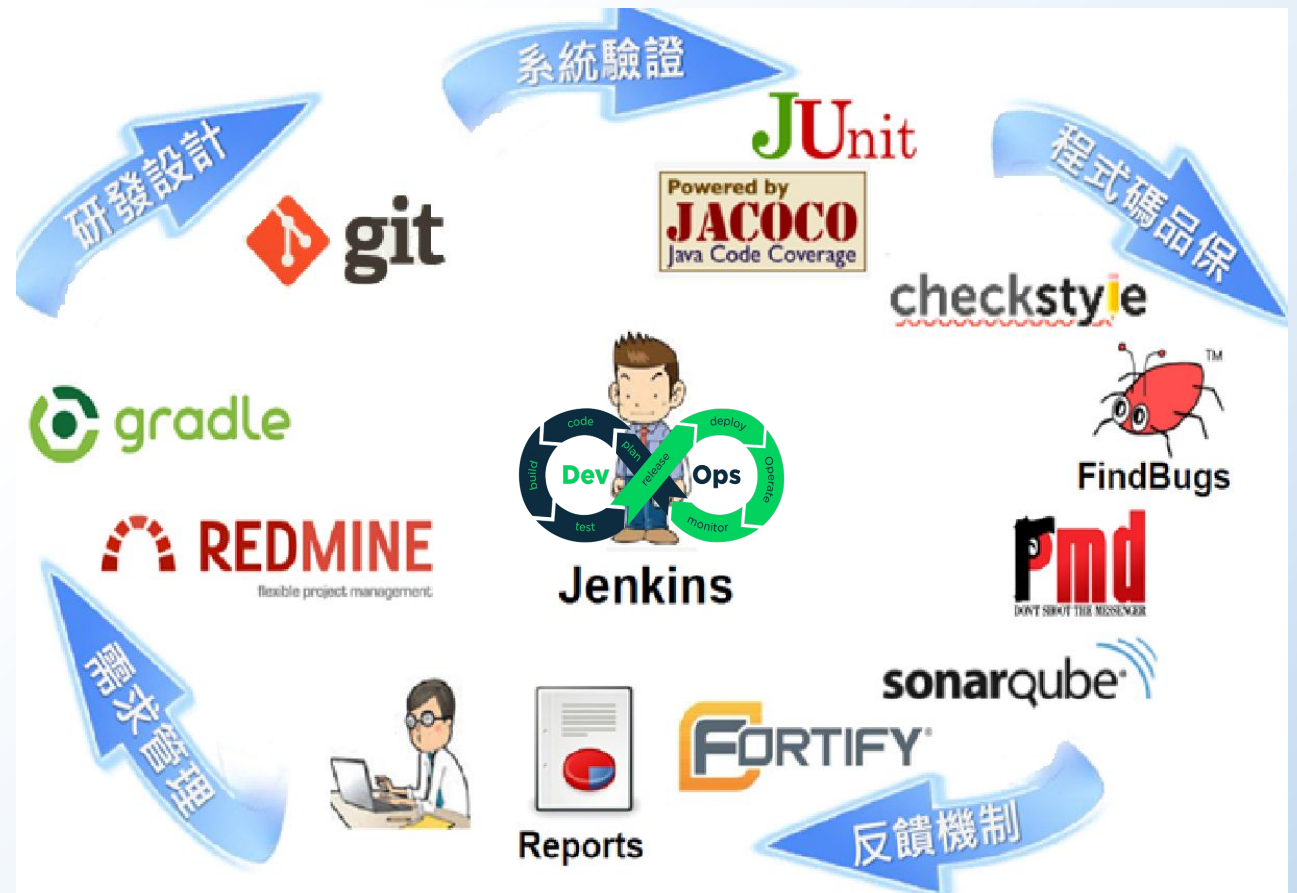 系統驗證
研發設計
JUnit
程式碼品保
git
Powered by
JACOCO
Java Code Coverage
checkstyle
gradle
TM
FindBugs
code
deploy
plan
build
Dev
release
Ops
Operate
test
monitor
Jenkins
REDMINE
flexible project management
Pmd
DON'T SHOOT THE MESSENGER
需求管理
sonarqube
FORTIFY
Reports
反饋機制